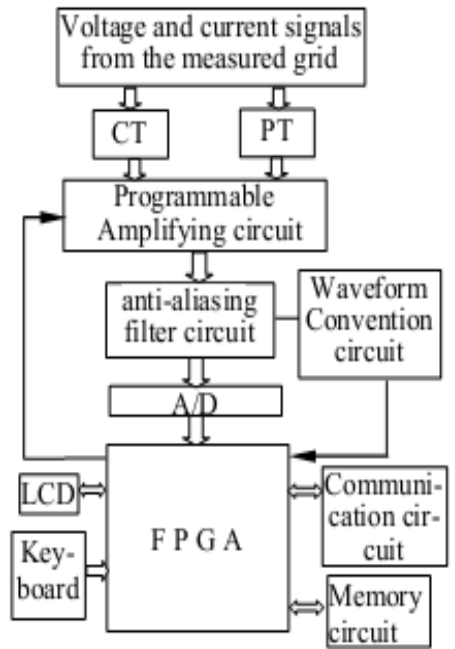 Voltage and current signals
from the measured grid
CT
PT
Programmable
Amplifying circuit
anti-aliasing
filter circuit
Waveform
Convention
circuit
A/D
LCD
F P G A
Communi-
cation cir-
cuit
Key-
board
Memory
circuit